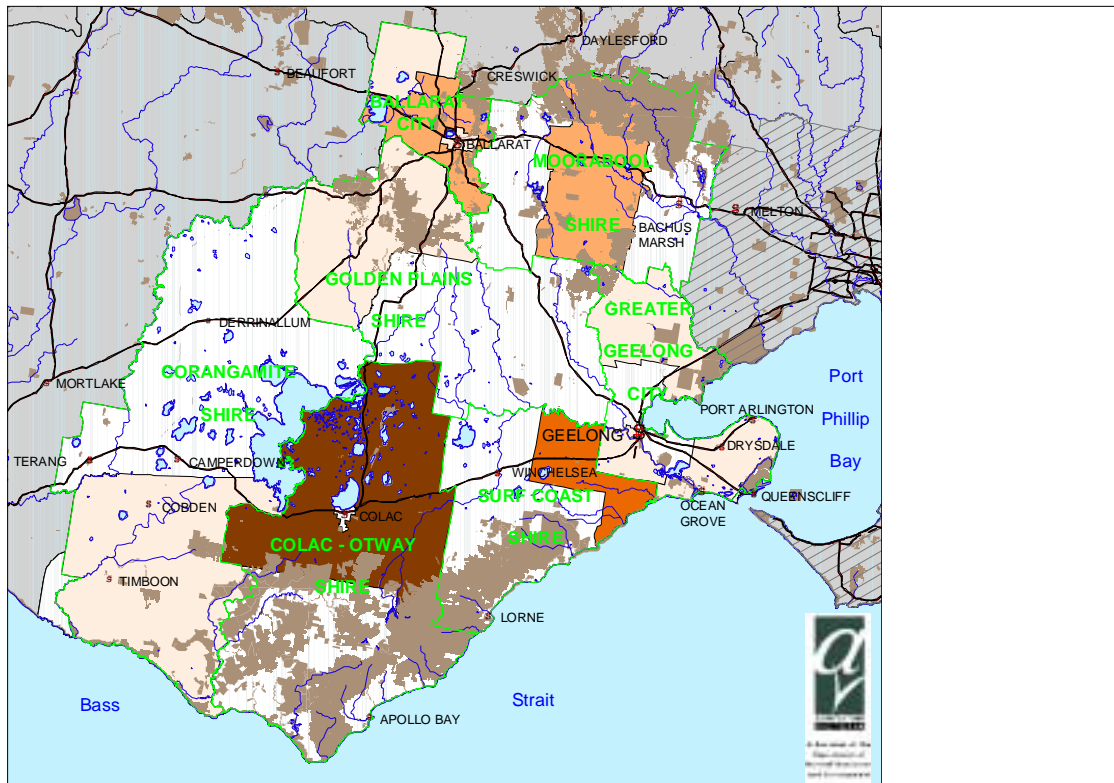 DAYLESFORD
BEAUFORT
CRESWICK
BALLARAT
CITY
BALLARAT
MOORABOOL
SHIRE
BACHUS
MARSH
MELTON
GOLDEN PLAINS
SHIRE
GREATER
GEELONG
CITY
DERRINALLUM
MORTLAKE
CORANGAMITE
SHIRE
Port
Phillip
Bay
PORT ARLINGTON
GEELONG
DRYSDALE
TERANG
CAMPERDOWN
WINCHELSEA
SURF COAST
SHIRE
OCEAN
GROVE
QUEENSCLIFF
COBDEN
COLAC
COLAC - OTWAY
SHIRE
TIMBOON
LORNE
Bass
Strait
APOLLO BAY